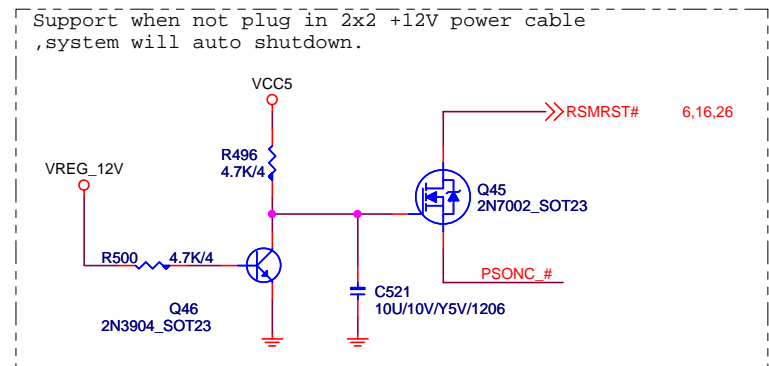 Support when not plug in 2x2 +12V power cable
,system will auto shutdown.
VCC5
RSMRST# 6,16,26
R496
4.7K/4
VREG_12V
Q45
2N7002_SOT23
R500 4.7K/4
PSONC_#
C521
10U/10V/Y5V/1206
Q46
2N3904_SOT23